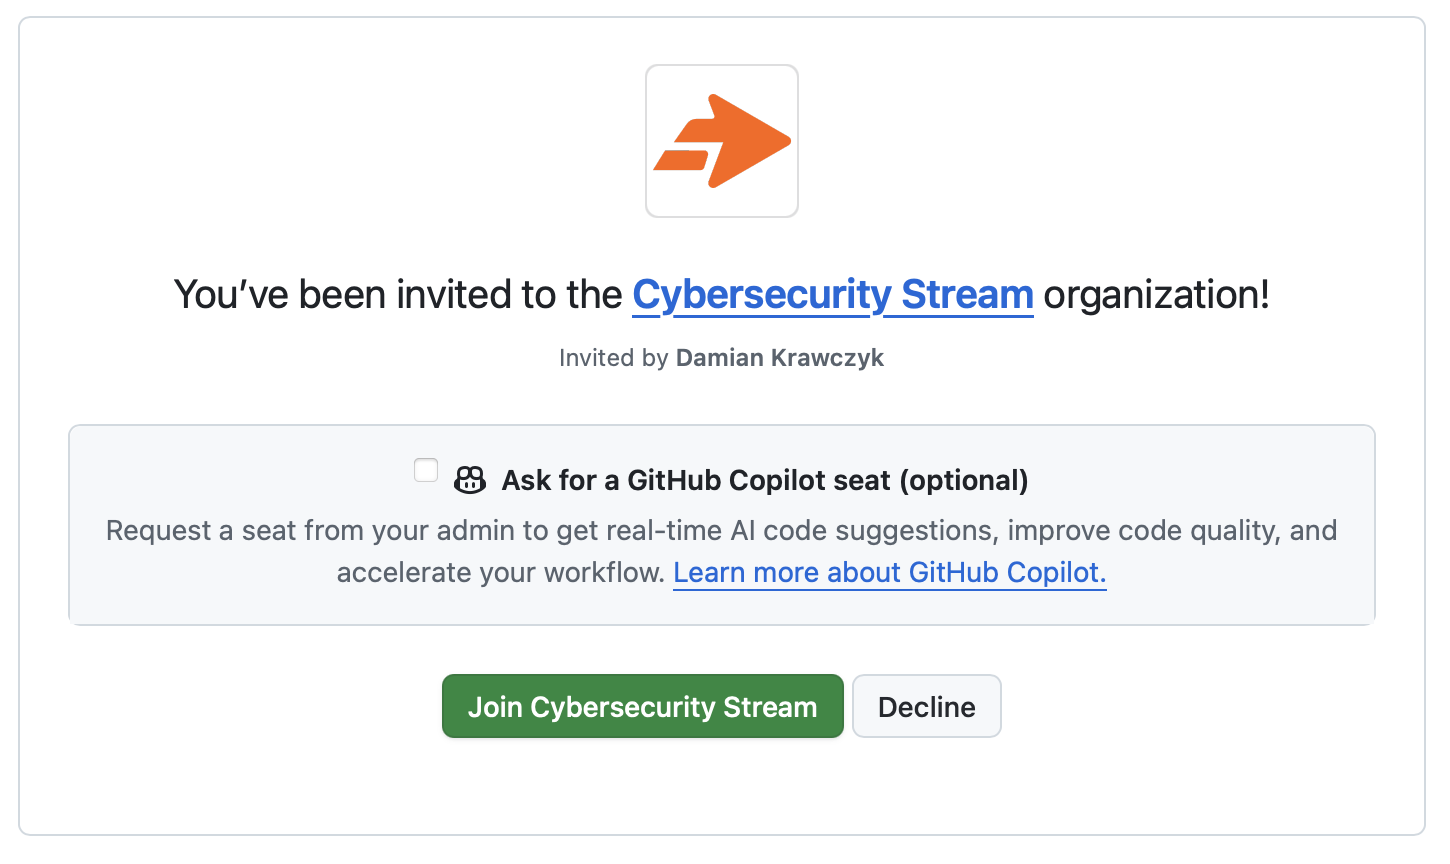 You’ve been invited to the Cybersecurity Stream organization!
Invited by Damian Krawczyk
Ask for a GitHub Copilot seat (optional)
Request a seat from your admin to get real-time AI code suggestions, improve code quality, and
accelerate your workflow. Learn more about GitHub Copilot.
Join Cybersecurity Stream
Decline